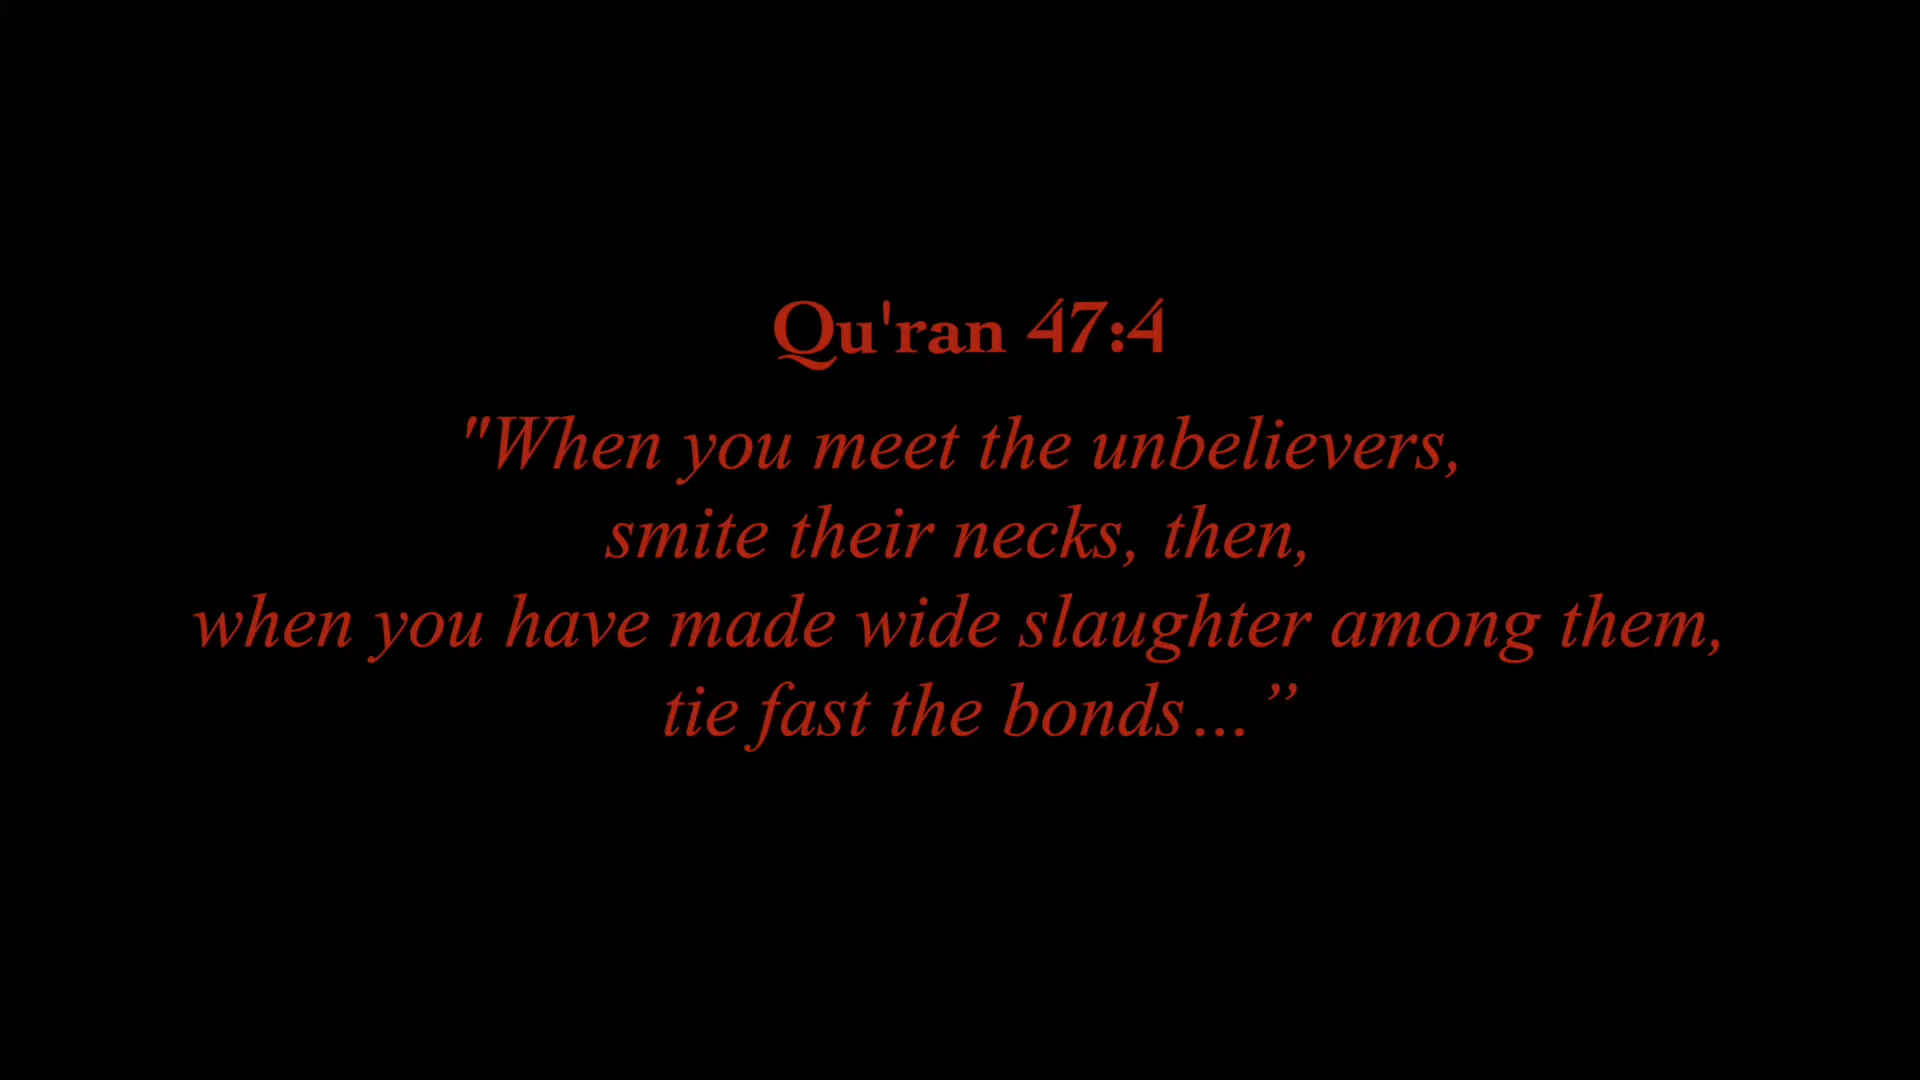 Qu'ran 47:4
"When you meet the unbelievers,
smite their necks, then,
when you have made wide slaughter among them,
tie fast the bonds...”